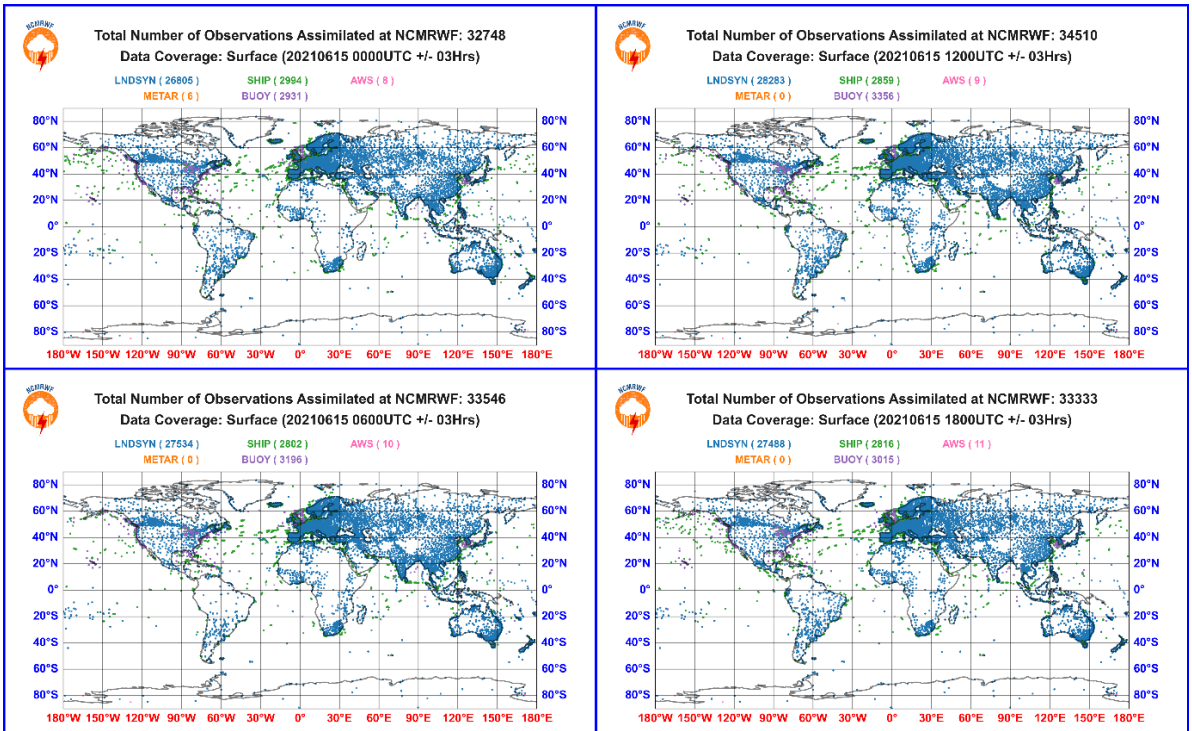 NCMRWF
Total Number of Observations Assimilated at NCMRWF: 32748
Data Coverage: Surface (20210615 0000UTC +/- 03Hrs)
LNDSYN ( 26805 ) SHIP ( 2994 ) AWS ( 8 )
METAR ( 6 ) BUOY ( 2931 )
80°N 80°N
60°N 60°N
40°N 40°N
20°N 20°N
0° 0°
20°S 20°S
40°S 40°S
60°S 60°S
80°S 80°S
180°W 150°W 120°W 90°W 60°W 30°W 0° 30°E 60°E 90°E 120°E 150°E 180°E
NCMRWF
Total Number of Observations Assimilated at NCMRWF: 34510
Data Coverage: Surface (20210615 1200UTC +/- 03Hrs)
LNDSYN ( 28283 ) SHIP ( 2859 ) AWS ( 9 )
METAR ( 0 ) BUOY ( 3356 )
80°N 80°N
60°N 60°N
40°N 40°N
20°N 20°N
0° 0°
20°S 20°S
40°S 40°S
60°S 60°S
80°S 80°S
180°W 150°W 120°W 90°W 60°W 30°W 0° 30°E 60°E 90°E 120°E 150°E 180°E
NCMRWF
Total Number of Observations Assimilated at NCMRWF: 33546
Data Coverage: Surface (20210615 0600UTC +/- 03Hrs)
LNDSYN ( 27534 ) SHIP ( 2802 ) AWS ( 10 )
METAR ( 0 ) BUOY ( 3196 )
80°N 80°N
60°N 60°N
40°N 40°N
20°N 20°N
0° 0°
20°S 20°S
40°S 40°S
60°S 60°S
80°S 80°S
180°W 150°W 120°W 90°W 60°W 30°W 0° 30°E 60°E 90°E 120°E 150°E 180°E
NCMRWF
Total Number of Observations Assimilated at NCMRWF: 33333
Data Coverage: Surface (20210615 1800UTC +/- 03Hrs)
LNDSYN ( 27488 ) SHIP ( 2816 ) AWS ( 11 )
METAR ( 0 ) BUOY ( 3015 )
80°N 80°N
60°N 60°N
40°N 40°N
20°N 20°N
0° 0°
20°S 20°S
40°S 40°S
60°S 60°S
80°S 80°S
180°W 150°W 120°W 90°W 60°W 30°W 0° 30°E 60°E 90°E 120°E 150°E 180°E